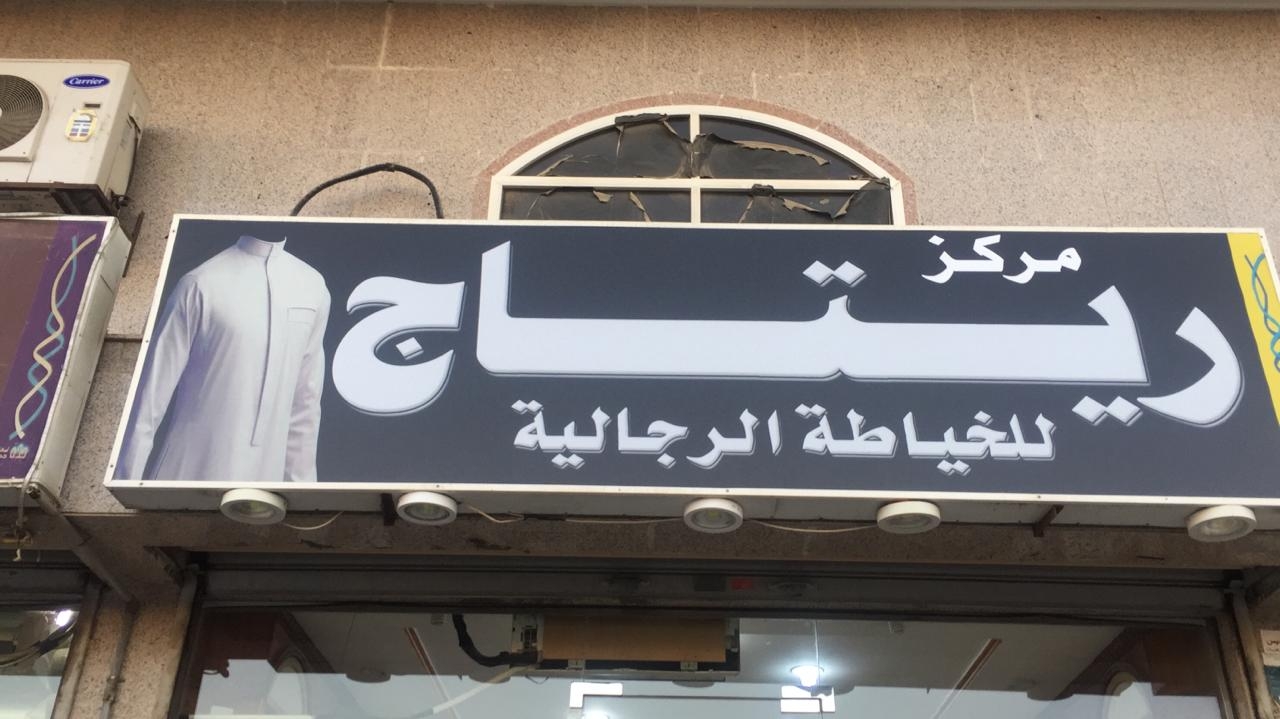 مركز
ريتاج
للخياطة الرجالية
Carrier